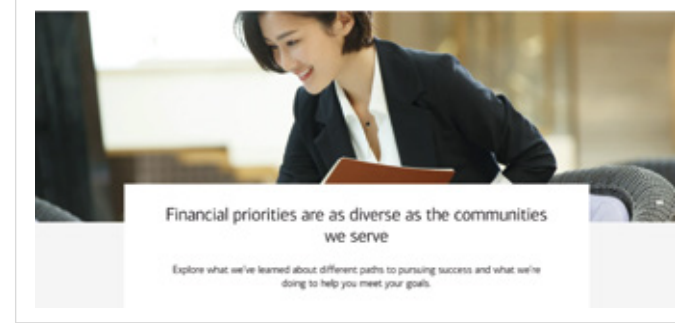 Financial priorities are as diverse as the communities
we serve
Explore what we've learned about different paths to pursuing success and what we're
doing to help you meet your goals.